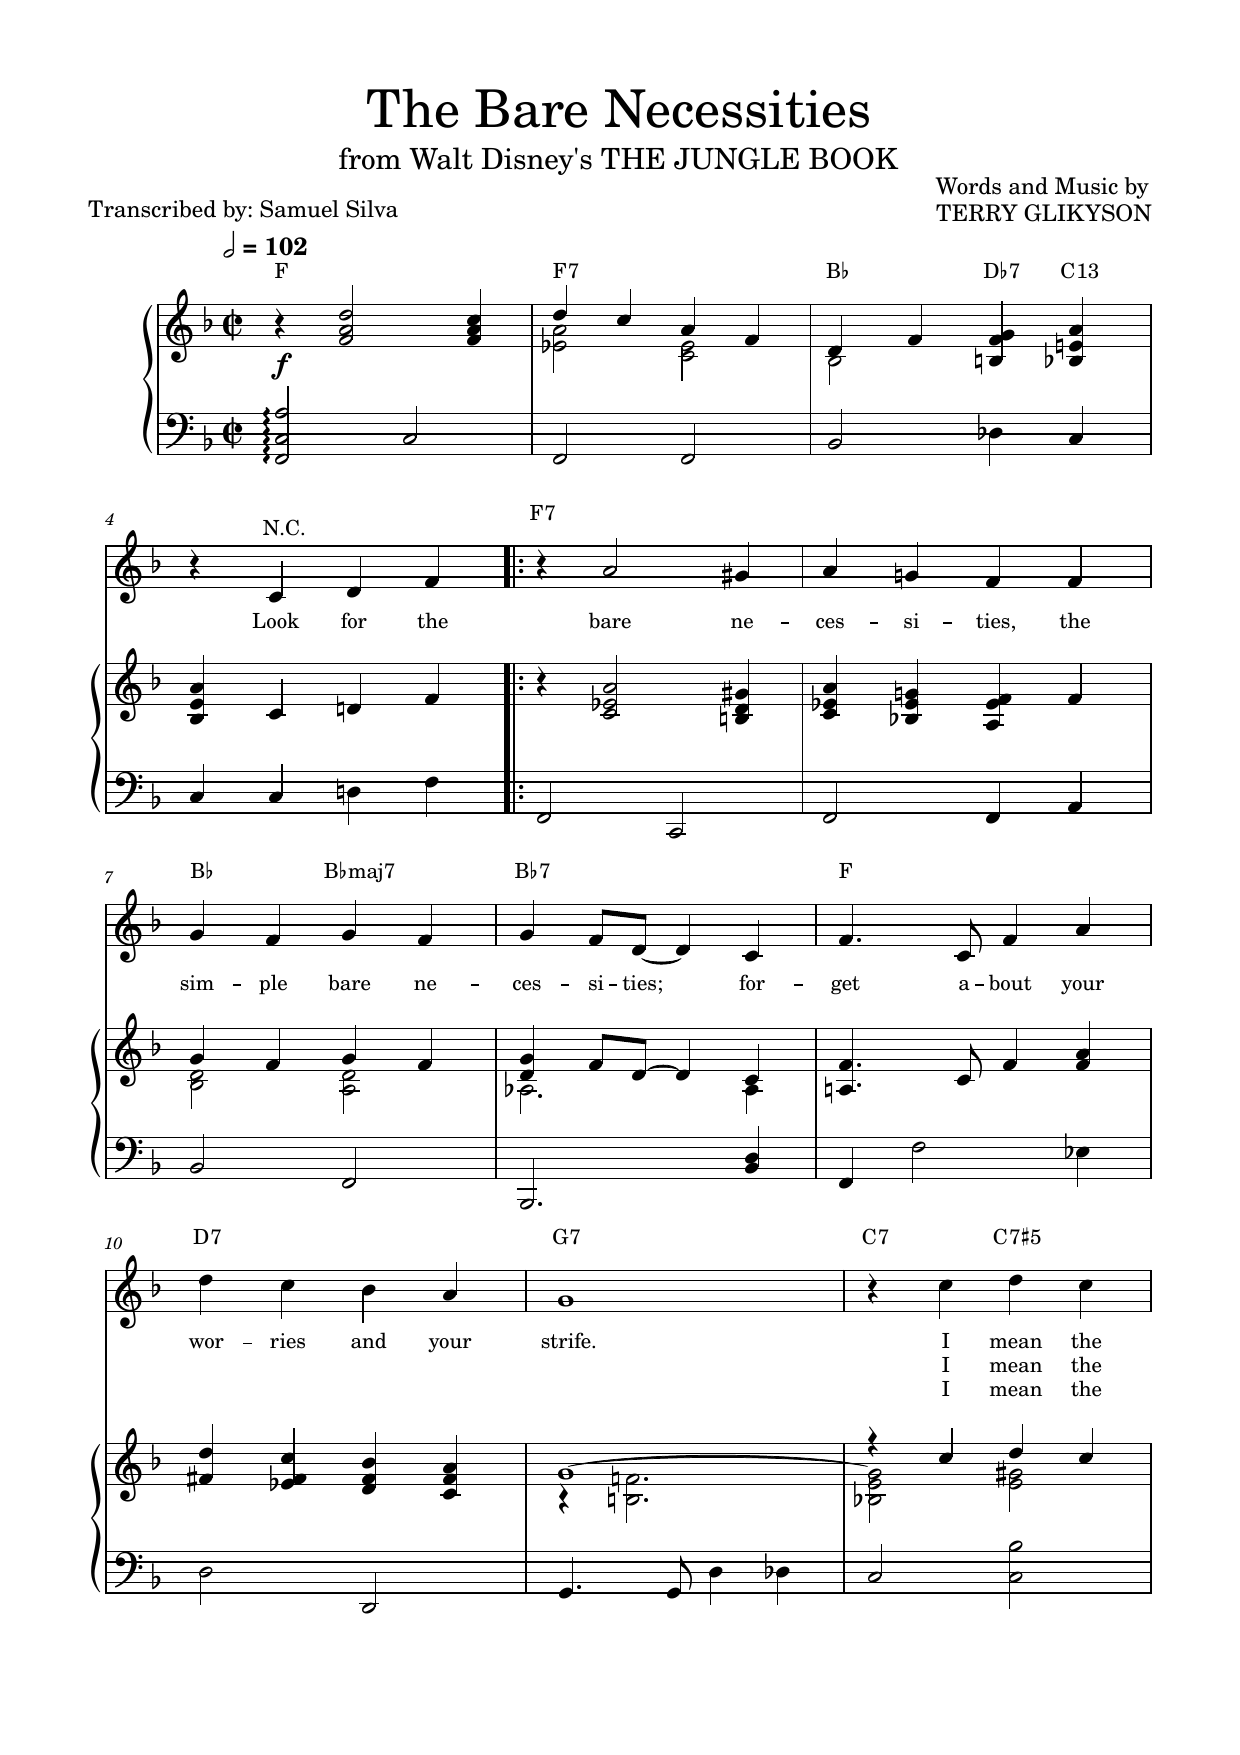 The Bare Necessities
from Walt Disney's THE JUNGLE BOOK
Words and Music by
Transcribed by: Samuel Silva
TERRY GLIKYSON
= 102
F F7 B♭ D♭7 C13
f
4 N.C. F7
Look for the bare ne – ces – si – ties, the
7 B♭ B♭maj7 B♭7 F
sim – ple bare ne – ces – si – ties; for – get a – bout your
10 D7 G7 C7 C7♯5
wor – ries and your strife. I mean the
I mean the
I mean the